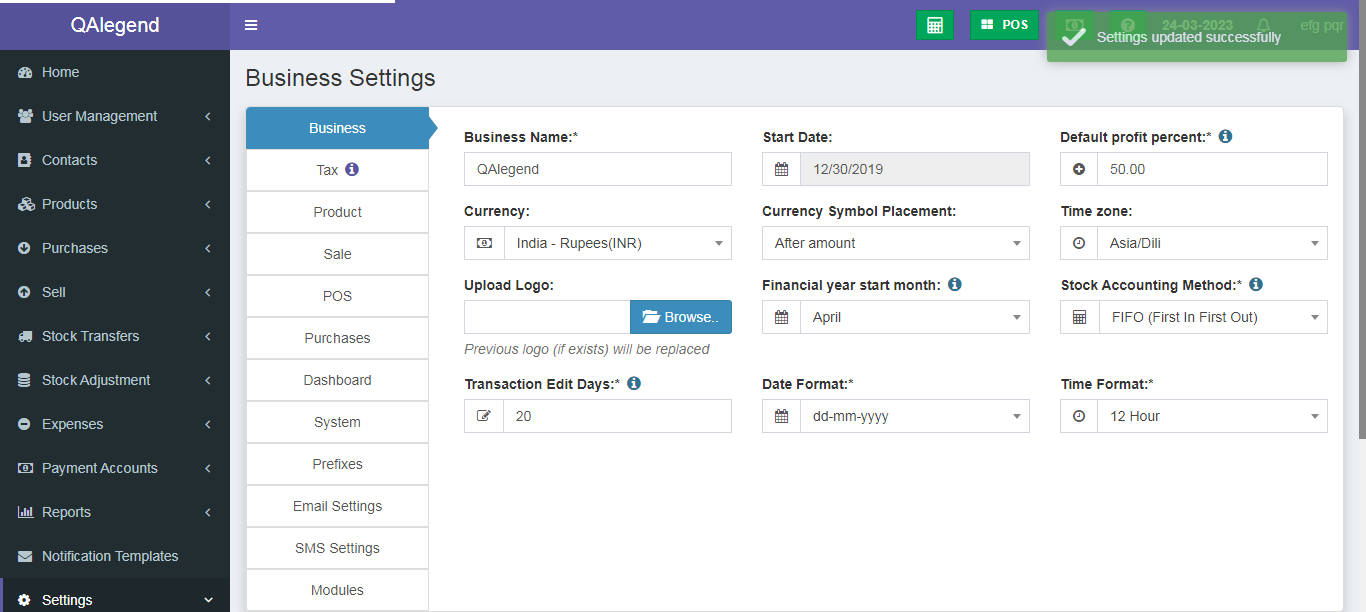 QAlegend
POS
24-03-2023
efg pqr
Settings updated successfully
Home
User Management
Contacts
Products
Purchases
Sell
Stock Transfers
Stock Adjustment
Expenses
Payment Accounts
Reports
Notification Templates
Settings
Business Settings
Business
Tax
Product
Sale
POS
Purchases
Dashboard
System
Prefixes
Email Settings
SMS Settings
Modules
Business Name:*
QAlegend
Start Date:
12/30/2019
Default profit percent:*
50.00
Currency:
India - Rupees(INR)
Currency Symbol Placement:
After amount
Time zone:
Asia/Dili
Upload Logo:
Browse..
Previous logo (if exists) will be replaced
Financial year start month:
April
Stock Accounting Method:*
FIFO (First In First Out)
Transaction Edit Days:*
20
Date Format:*
dd-mm-yyyy
Time Format:*
12 Hour